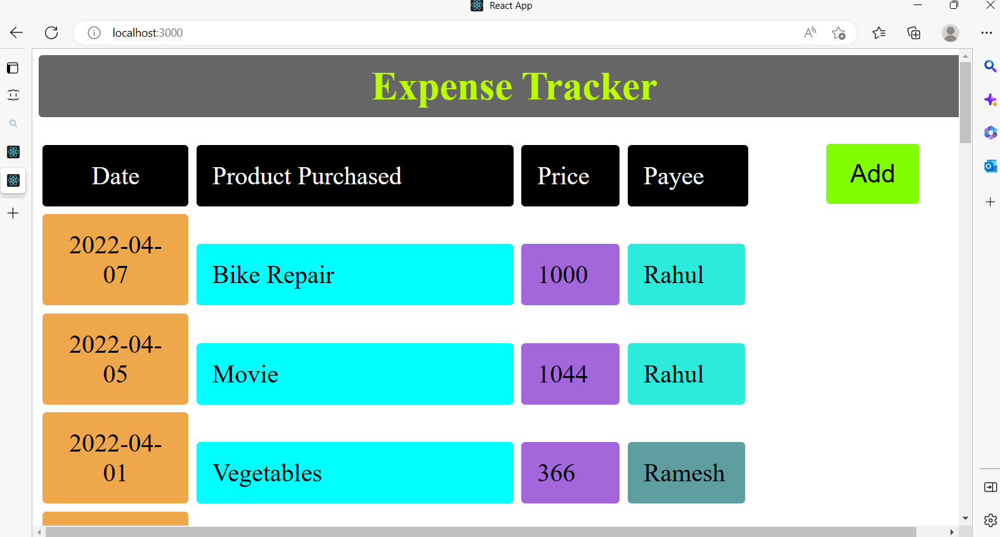 React App
localhost:3000
Expense Tracker
Date Product Purchased Price Payee Add
2022-04-
07 Bike Repair 1000 Rahul
2022-04-
05 Movie 1044 Rahul
2022-04-
01 Vegetables 366 Ramesh